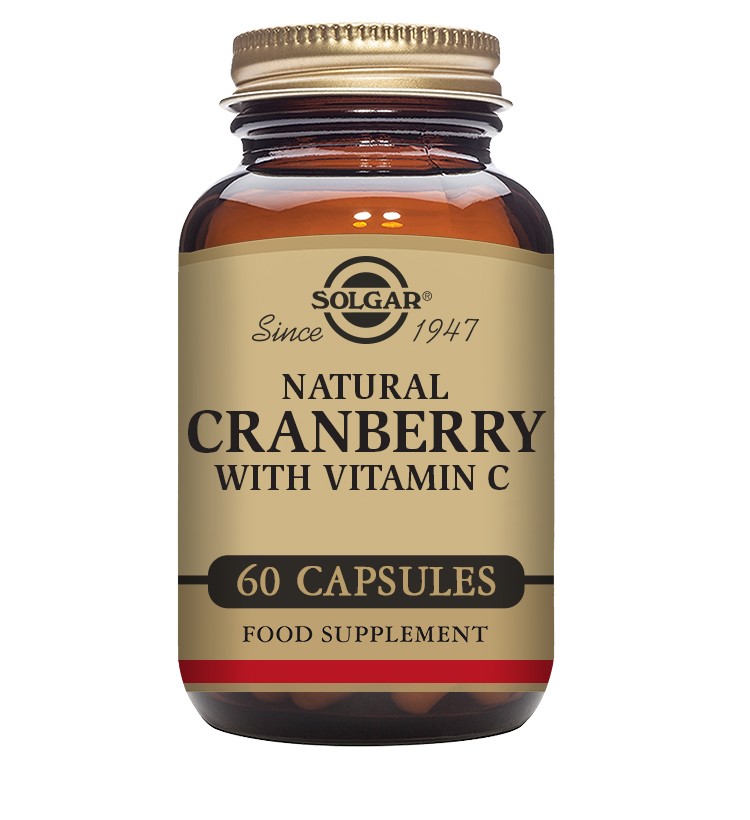 SOLGAR®
Since 1947
NATURAL
CRANBERRY
WITH VITAMIN C
60 CAPSULES
FOOD SUPPLEMENT